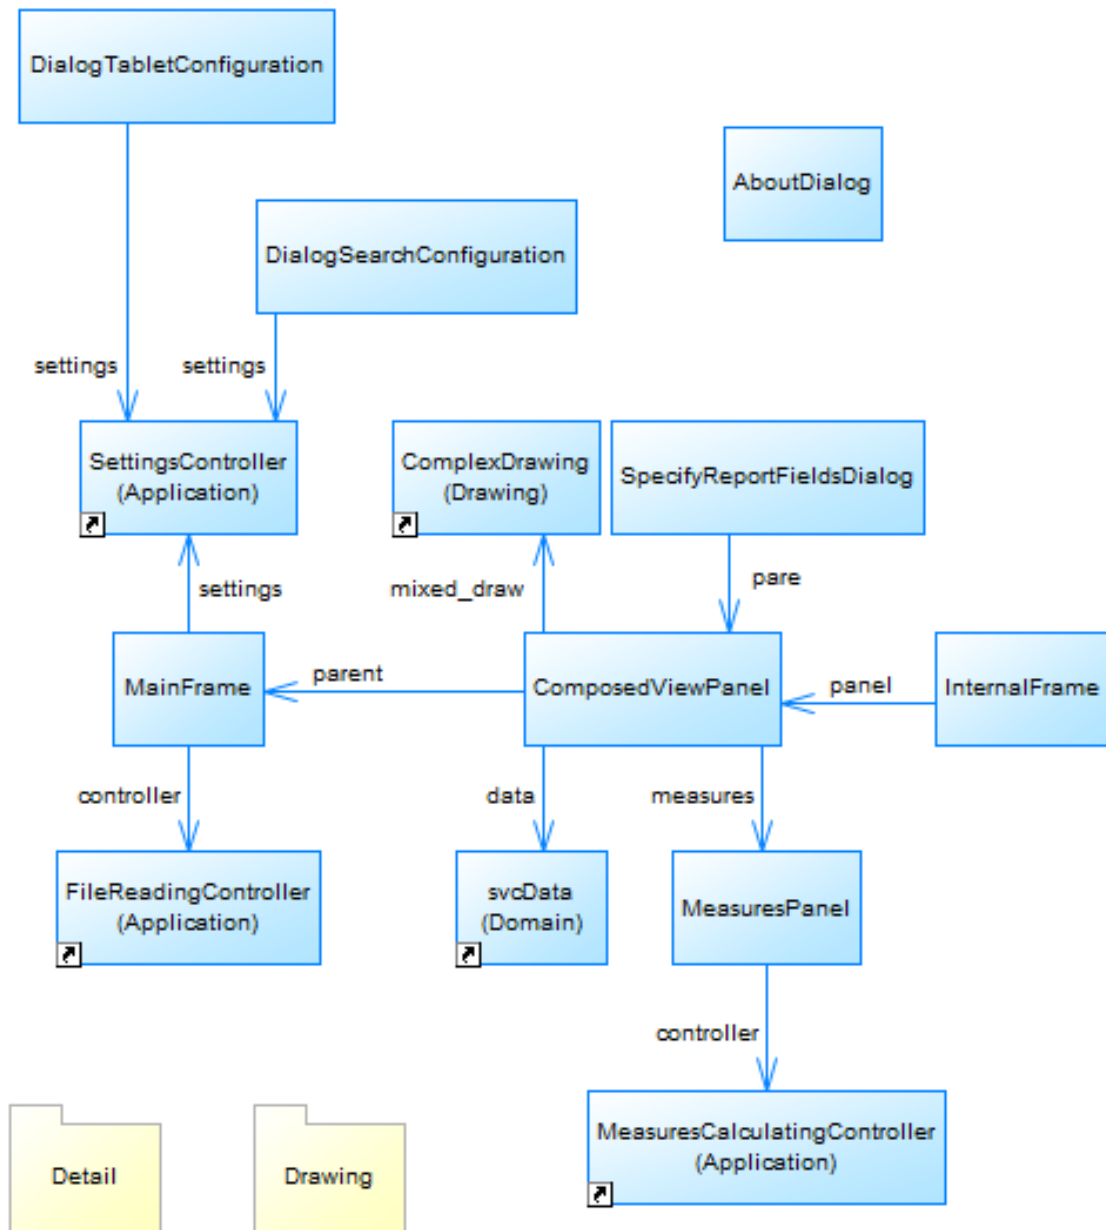 DialogTabletConfiguration
AboutDialog
DialogSearchConfiguration
settings
settings
SettingsController
(Application)
ComplexDrawing
(Drawing)
SpecifyReportFieldsDialog
settings
mixed_draw
pare
MainFrame
parent
ComposedViewPanel
panel
InternalFrame
controller
data
measures
FileReadingController
(Application)
svcData
(Domain)
MeasuresPanel
controller
MeasuresCalculatingController
(Application)
Detail
Drawing